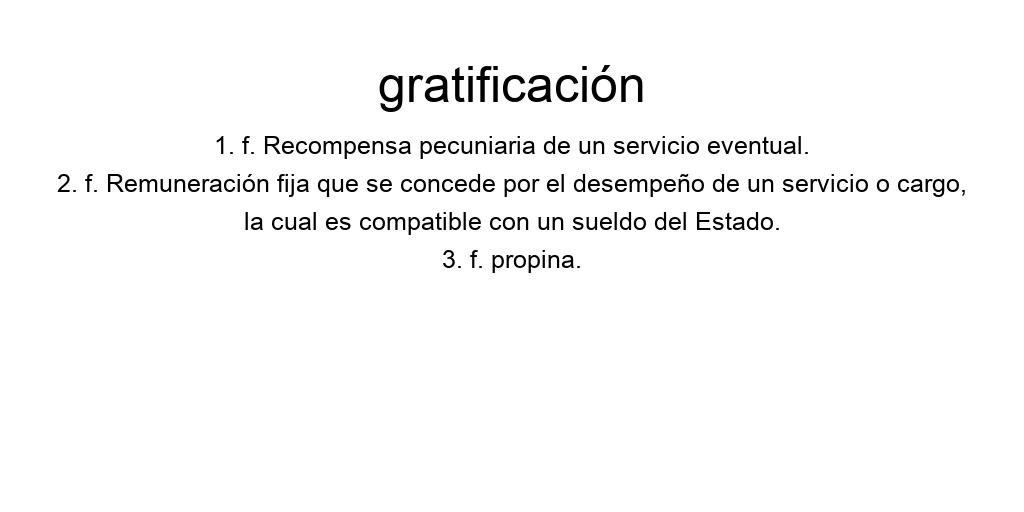 gratificación
1. f. Recompensa pecuniaria de un servicio eventual.
2. f. Remuneración fija que se concede por el desempeño de un servicio o cargo,
la cual es compatible con un sueldo del Estado.
3. f. propina.